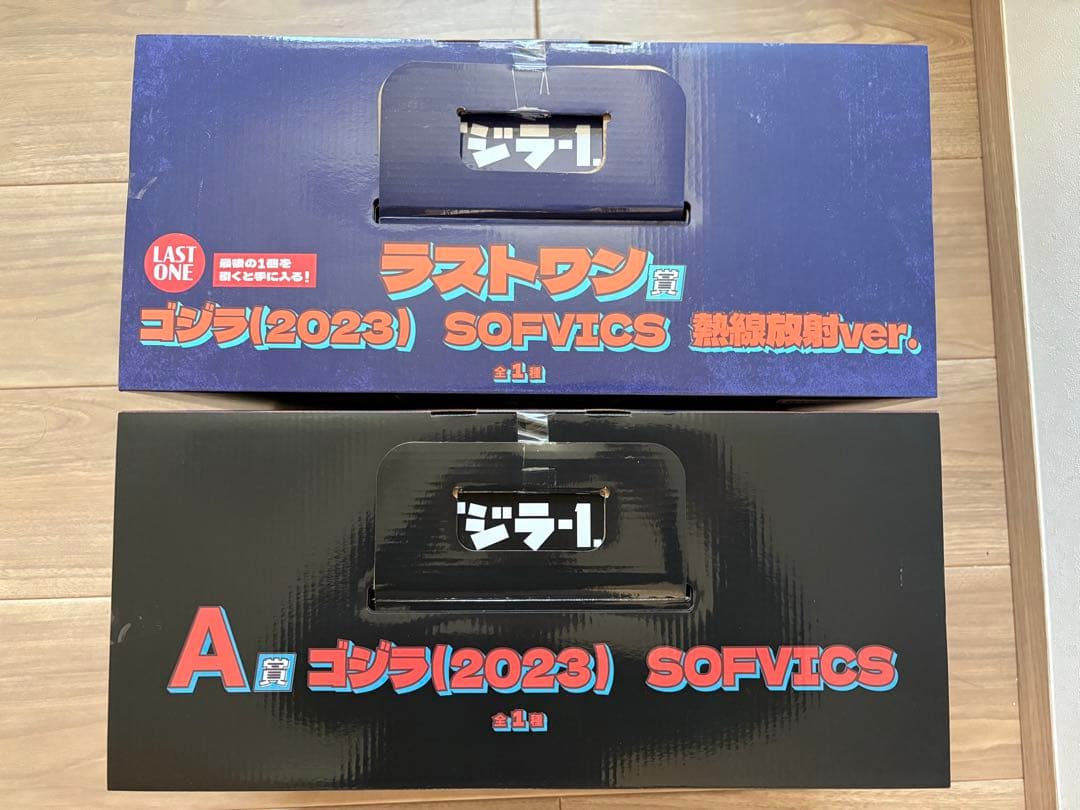 ジラ-1.
LAST
ONE
最後の1個を
引くと手に入る!
ラストワン賞
ゴジラ(2023) SOFVICS 熱線放射ver.
全1種
ジラ-1.
A賞 ゴジラ(2023) SOFVICS
全1種